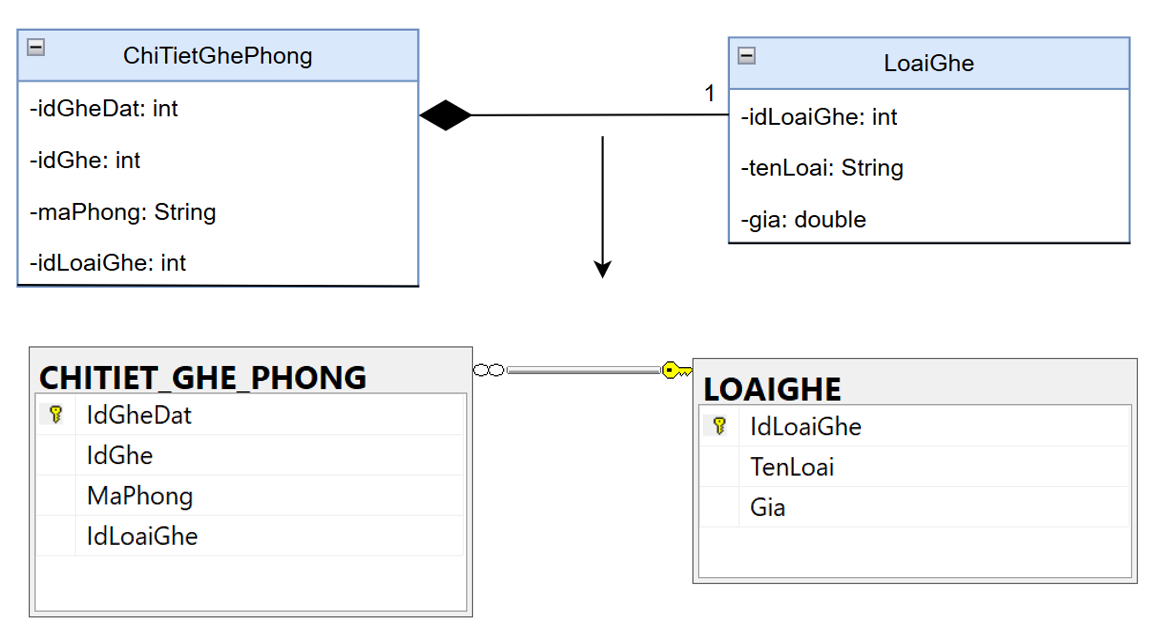 ChiTietGhePhong
-idGheDat: int
-idGhe: int
-maPhong: String
-idLoaiGhe: int
1
LoaiGhe
-idLoaiGhe: int
-tenLoai: String
-gia: double
CHITIET_GHE_PHONG
IdGheDat
IdGhe
MaPhong
IdLoaiGhe
LOAIGHE
IdLoaiGhe
TenLoai
Gia